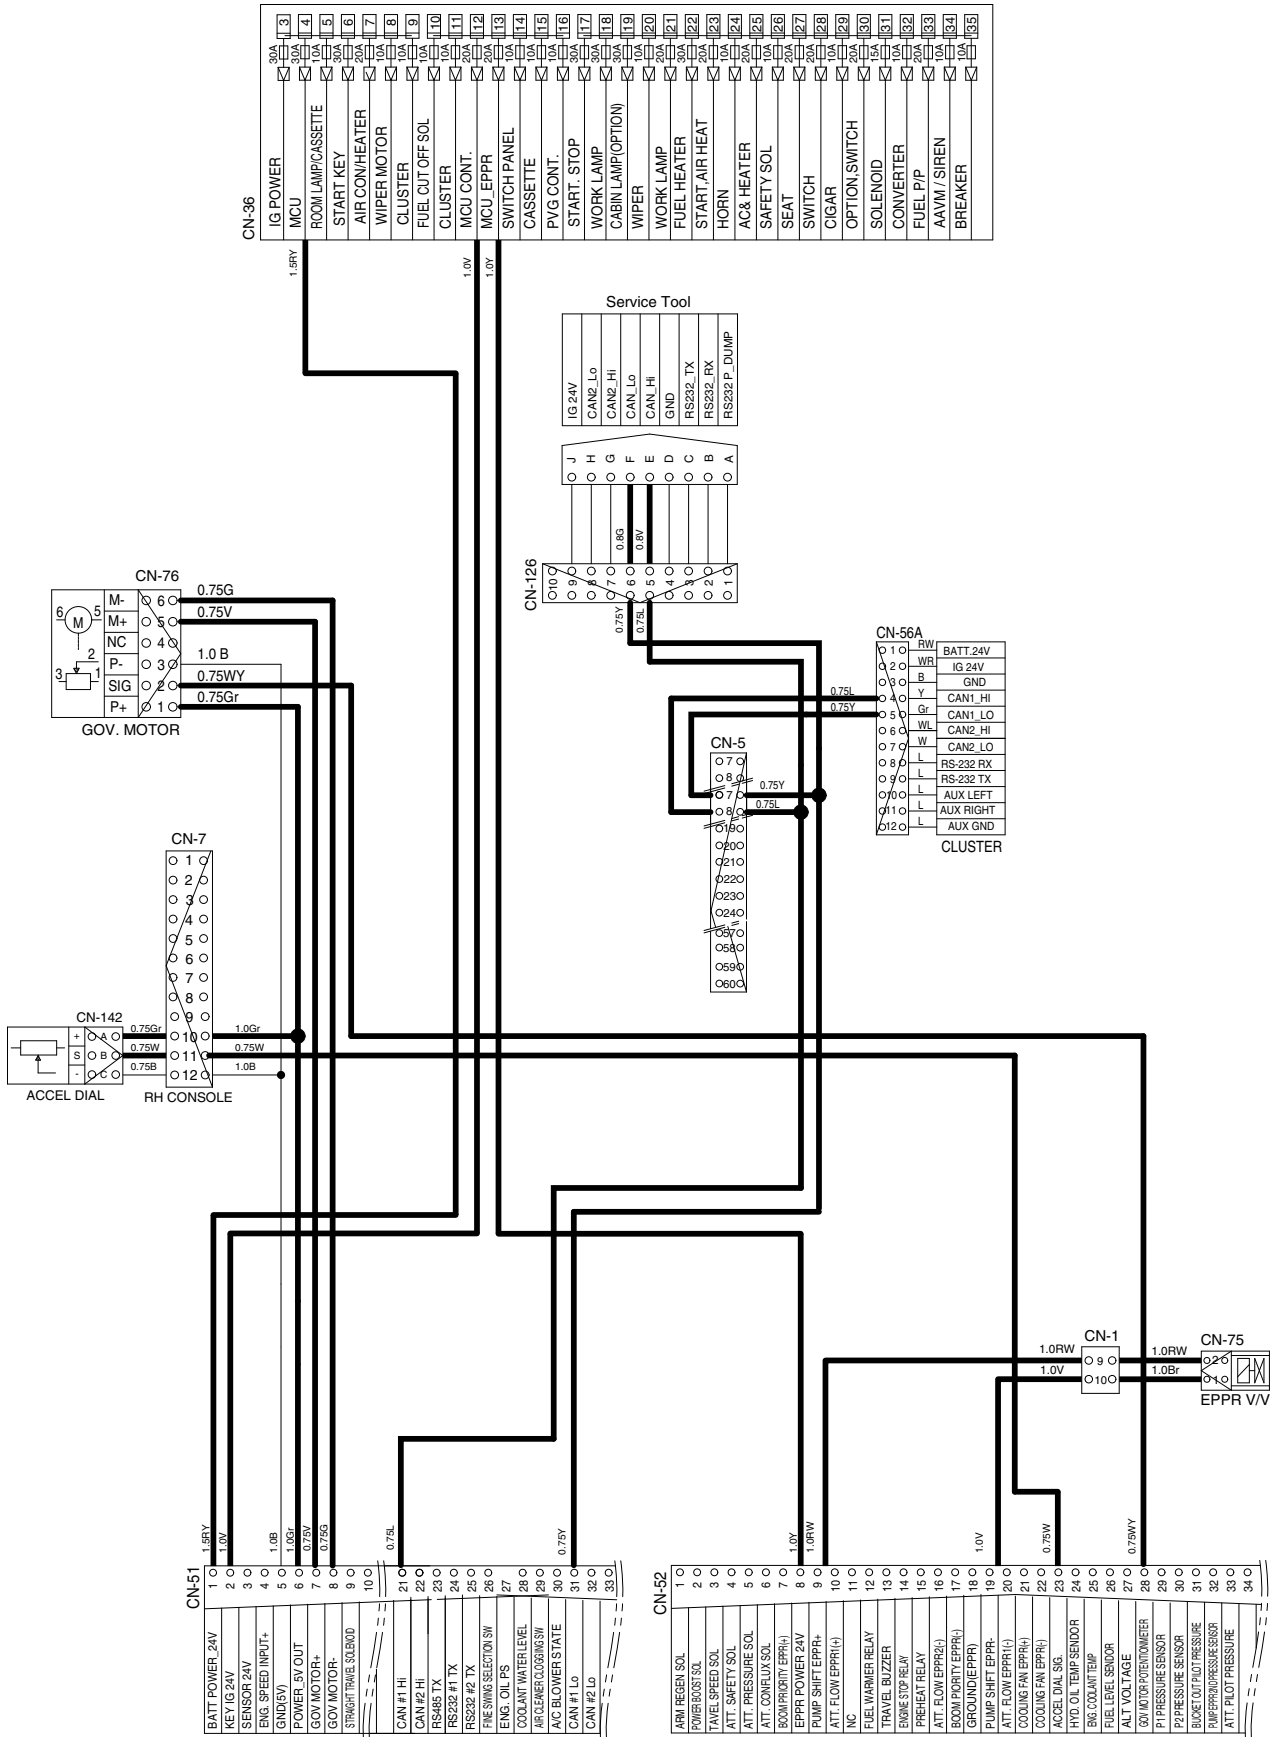 CN-36
3 4 5 6 7 8 9 10 11 12 13 14 15 16 17 18 19 20 21 22 23 24 25 26 28 29 30 31 32 33 34 35
30A 30A 10A 30A 20A 10A 10A 10A 10A 20A 10A 10A 10A 10A 30A 20A 10A 20A 30A 20A 10A 20A 10A 20A 20A 10A 20A 15A 10A 20A 10A 10A
IG POWER
MCU
ROOM LAMP/CASSETTE
START KEY
AIR CON/HEATER
WIPER MOTOR
CLUSTER
FUEL CUT OFF SOL
CLUSTER
MCU CONT.
MCU_EPPR
SWITCH PANEL
CASSETTE
PVG CONT.
START. STOP
WORK LAMP
CABIN LAMP(OPTION)
WIPER
WORK LAMP
FUEL HEATER
START,AIR HEAT
HORN
AC& HEATER
SAFETY SOL
SEAT
SWITCH
CIGAR
OPTION,SWITCH
SOLENOID
CONVERTER
FUEL P/P
AAVM / SIREN
BREAKER
1.5RY
1.0V
1.0Y
Service Tool
IG 24V
CAN2_Lo
CAN2_Hi
CAN_Lo
CAN_Hi
GND
RS232_TX
RS232_RX
RS232 P_DUMP
J H G F E D C B A
0.8G
0.8V
CN-126
10 9 8 7 6 5 4 3 2 1
0.75Y
0.75L
CN-76
M- 6 0.75G
M+ 5 0.75V
NC 4
P- 3 1.0 B
SIG 2 0.75WY
P+ 1 0.75Gr
6 M 5
2
3 1
GOV. MOTOR
CN-56A
1 RW BATT.24V
2 WR IG 24V
3 B GND
0.75L 4 Y CAN1_HI
0.75Y 5 Gr CAN1_LO
6 WL CAN2_HI
7 W CAN2_LO
8 L RS-232 RX
9 L RS-232 TX
10 L AUX LEFT
11 L AUX RIGHT
12 L AUX GND
CLUSTER
CN-5
7
8
7 0.75Y
8 0.75L
19
20
21
22
23
24
57
58
59
60
CN-7
1
2
3
4
5
6
7
8
9
10
11
12
RH CONSOLE
CN-142
+ A 0.75Gr 1.0Gr
S B 0.75W 0.75W
- C 0.75B 1.0B
ACCEL DIAL
CN-1
1.0RW 9 1.0RW
1.0V 10 1.0Br
CN-75
2
1
EPPR V/V
1.5RY
1.0V
1.0B
1.0Gr
0.75V
0.75G
0.75L
0.75Y
1.0Y
1.0RW
1.0V
0.75W
0.75WY
CN-51
1 BATT POWER_24V
2 KEY IG 24V
3 SENSOR 24V
4 ENG. SPEED INPUT+
5 GND(5V)
6 POWER_5V OUT
7 GOV MOTOR+
8 GOV MOTOR-
9 STRAIGHT TRAVEL SOLENOID
10
21 CAN #1 Hi
22 CAN #2 Hi
23 RS485 TX
24 RS232 #1 TX
25 RS232 #2 TX
26 FINE SWING SELECTION SW
27 ENG. OIL PS
28 COOLANT WATER LEVEL
29 AIR CLEANER CLOGGING SW
30 A/C BLOWER STATE
31 CAN #1 Lo
32 CAN #2 Lo
33
CN-52
1 ARM REGEN SOL
2 POWER BOOST SOL
3 TAVEL SPEED SOL
4 ATT. SAFETY SOL
5 ATT. PRESSURE SOL
6 ATT. CONFLUX SOL
7 BOOM PRIORITY EPPR(+)
8 EPPR POWER 24V
9 PUMP SHIFT EPPR+
10 ATT. FLOW EPPR1(+)
11 NC
12 FUEL WARMER RELAY
13 TRAVEL BUZZER
14 ENGINE STOP RELAY
15 PREHEAT RELAY
16 ATT. FLOW EPPR2(-)
17 BOOM PIORITY EPPR(-)
18 GROUND(EPPR)
19 PUMP SHIFT EPPR-
20 ATT. FLOW EPPR1(-)
21 COOLING FAN EPPR(+)
22 COOLING FAN EPPR(-)
23 ACCEL DIAL SIG.
24 HYD. OIL TEMP SENDOR
25 ENG. COOLANT TEMP
26 FUEL LEVEL SENDOR
27 ALT VOLTAGE
28 GOV MOTOR POTENTIONMETER
29 P1 PRESSURE SENSOR
30 P2 PRESSURE SENSOR
31 BUCKET OUT PILOT PRESSURE
32 PUMP EPPR 2(N2) PRESSURE SENSOR
33 ATT. PILOT PRESSURE
34